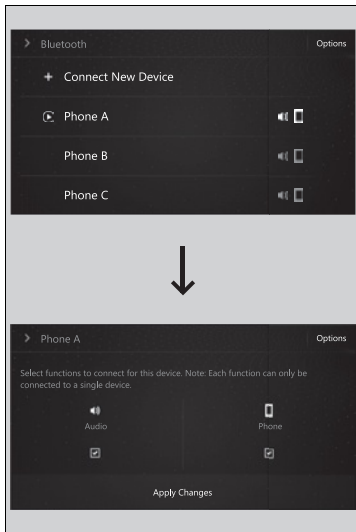 Bluetooth
Options
Connect New Device
Phone A
Phone B
Phone C
Phone A
Options
Select functions to connect for this device. Note: Each function can only be
connected to a single device.
Audio
Phone
Apply Changes